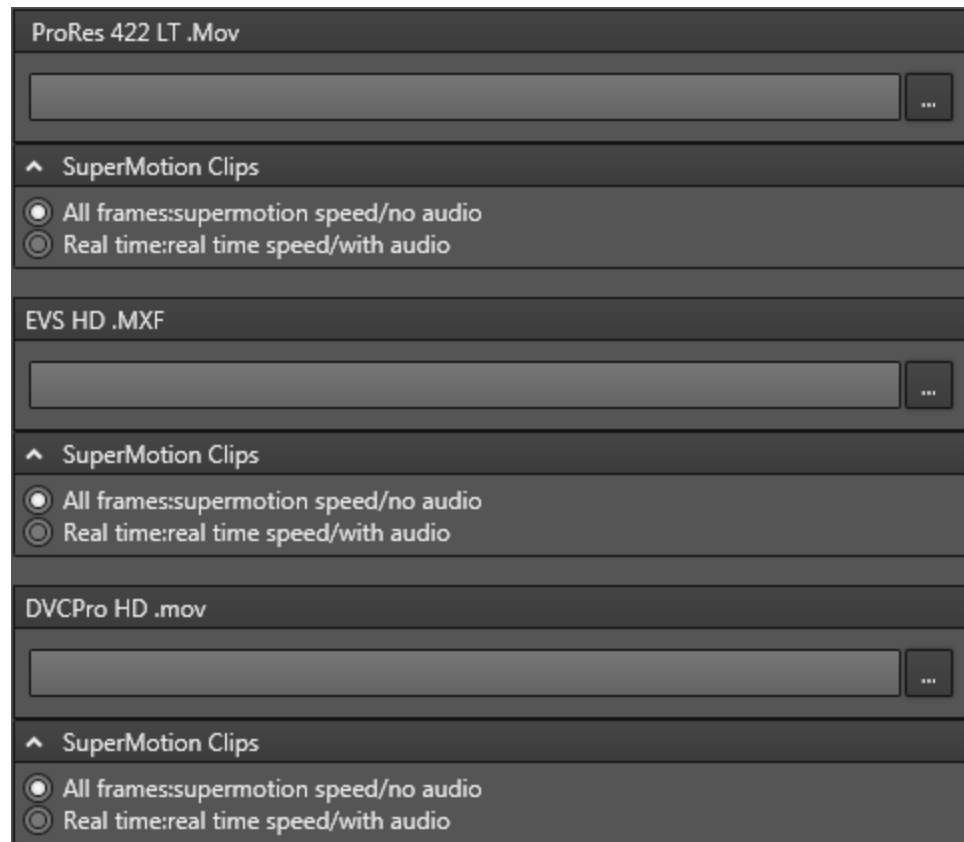 ProRes 422 LT .Mov
...
SuperMotion Clips
All frames:supermotion speed/no audio
Real time:real time speed/with audio
EVS HD .MXF
...
SuperMotion Clips
All frames:supermotion speed/no audio
Real time:real time speed/with audio
DVCPro HD .mov
...
SuperMotion Clips
All frames:supermotion speed/no audio
Real time:real time speed/with audio